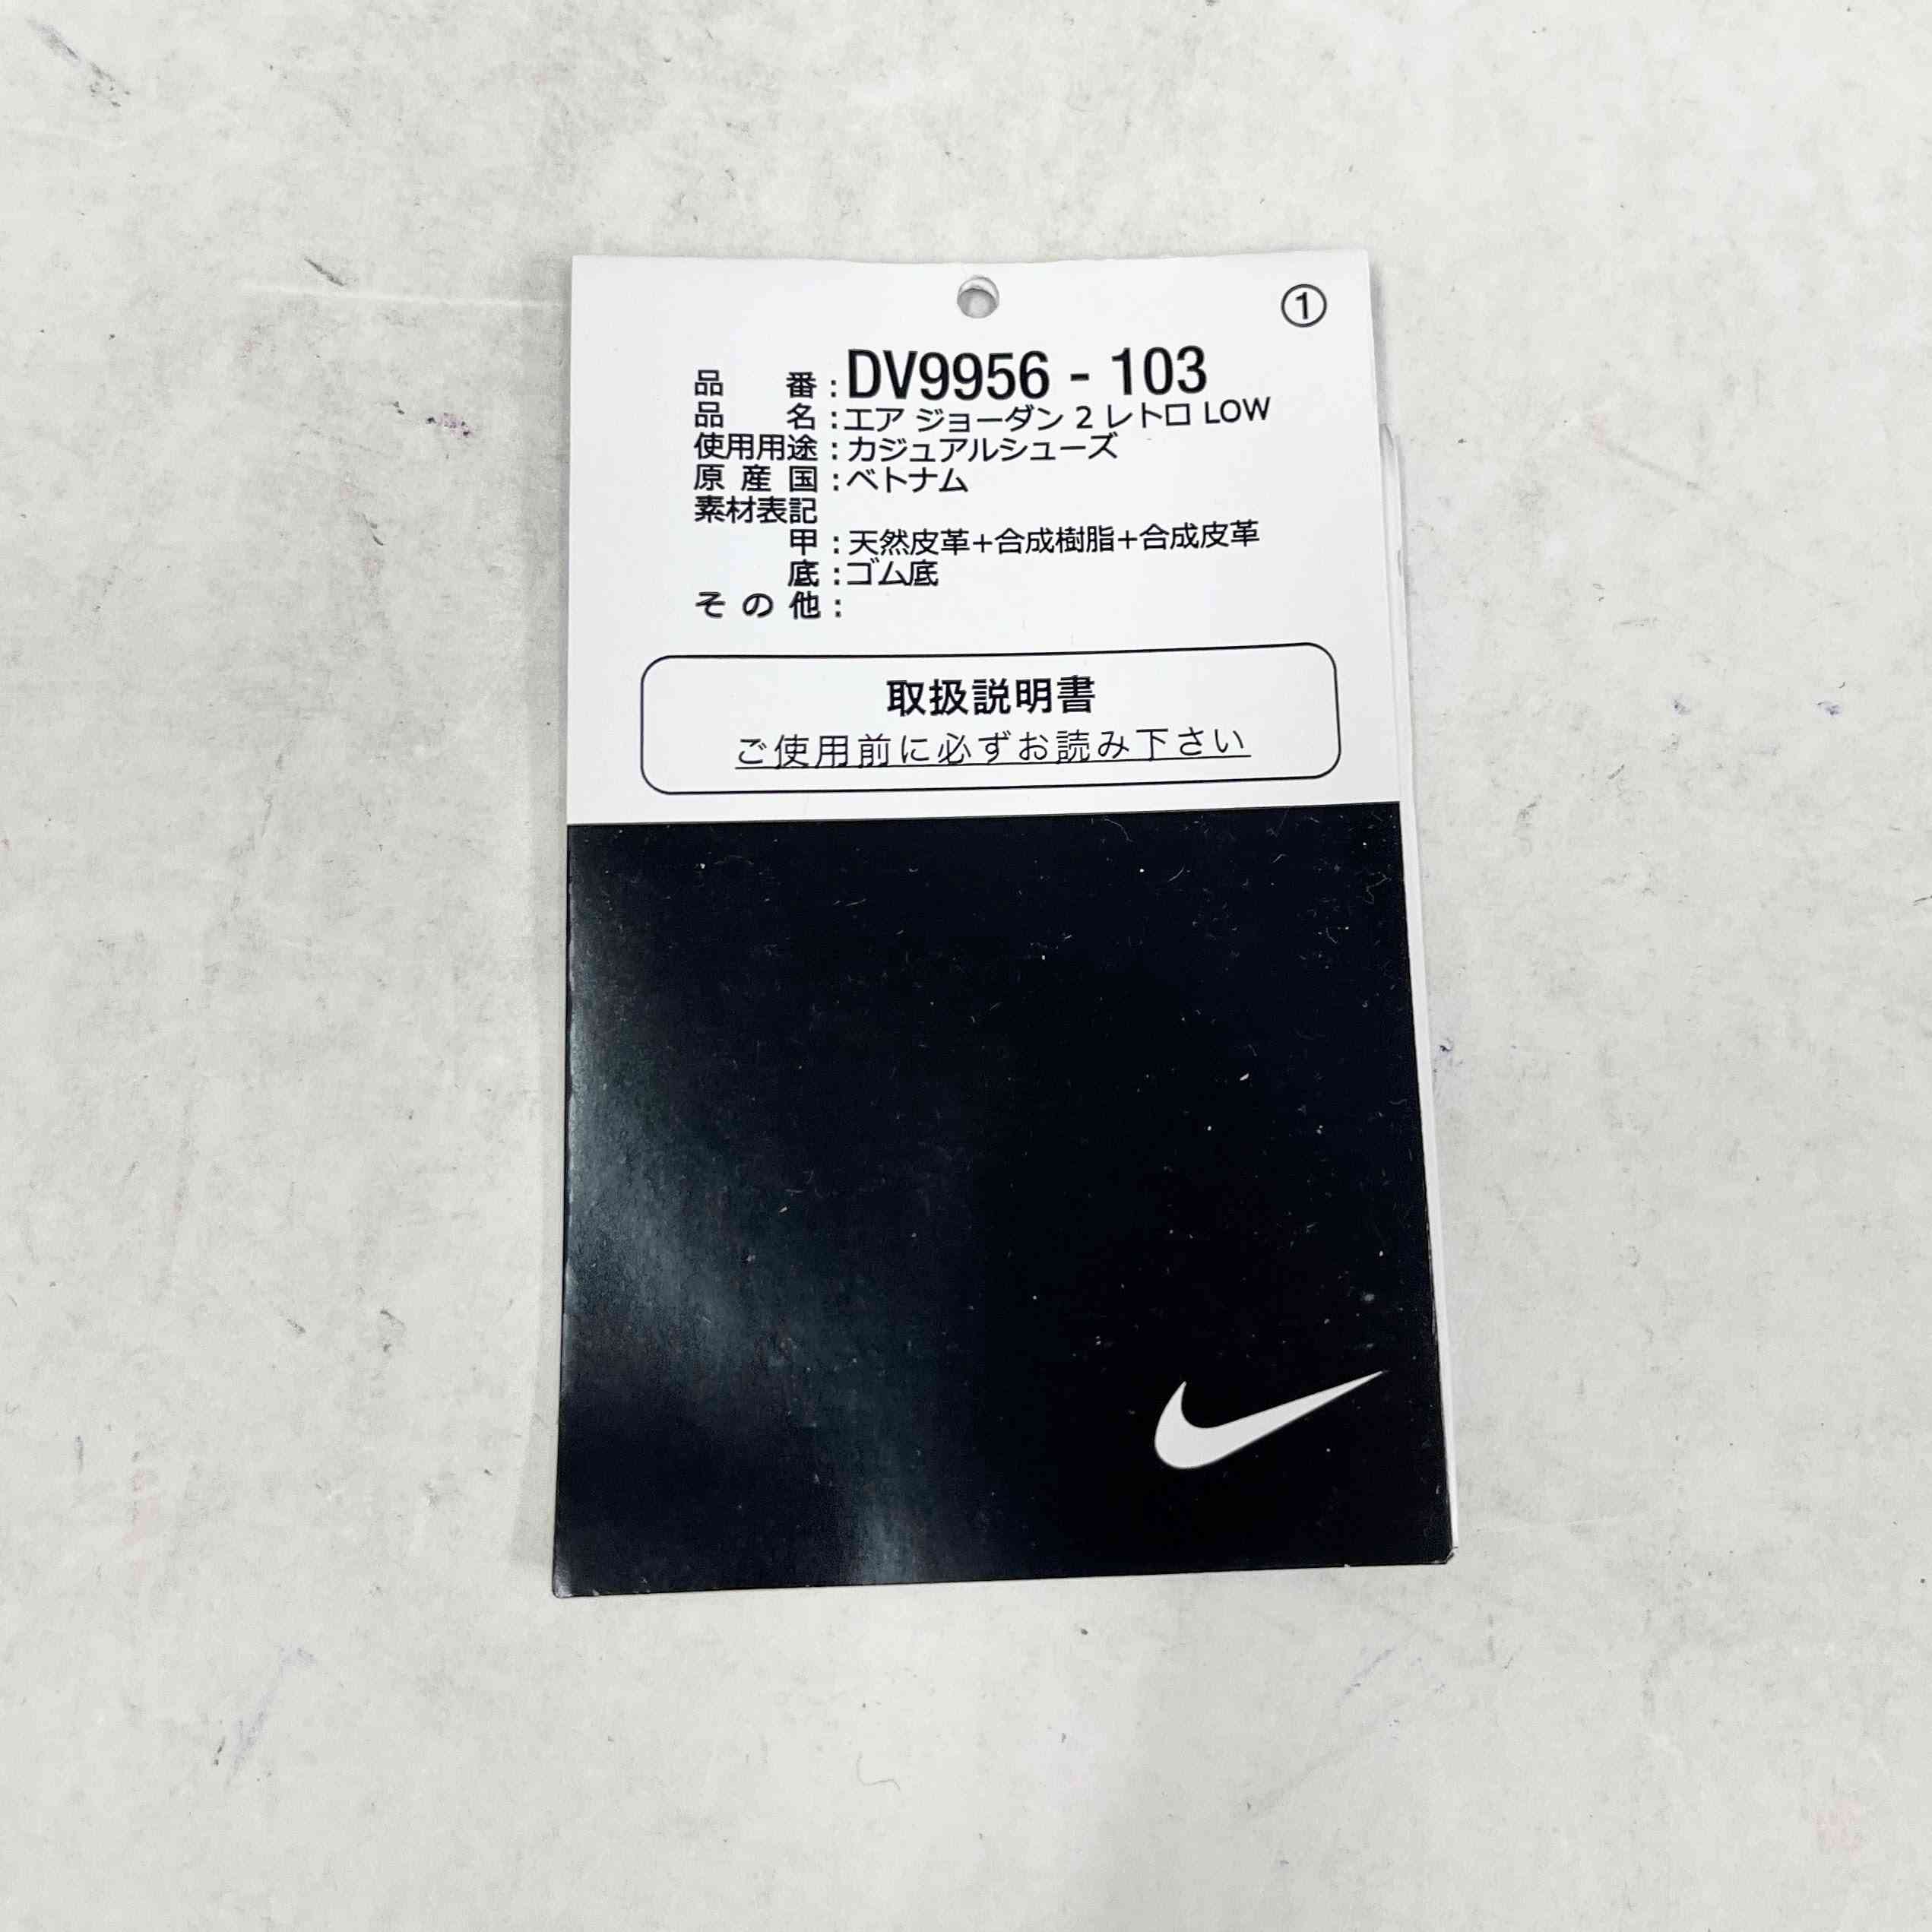 ①
品 番:DV9956 - 103
品 名:エア ジョーダン 2 レトロ LOW
使用用途:カジュアルシューズ
原 産 国:ベトナム
素材表記
甲:天然皮革+合成樹脂+合成皮革
底:ゴム底
そ の 他:
取扱説明書
ご使用前に必ずお読み下さい